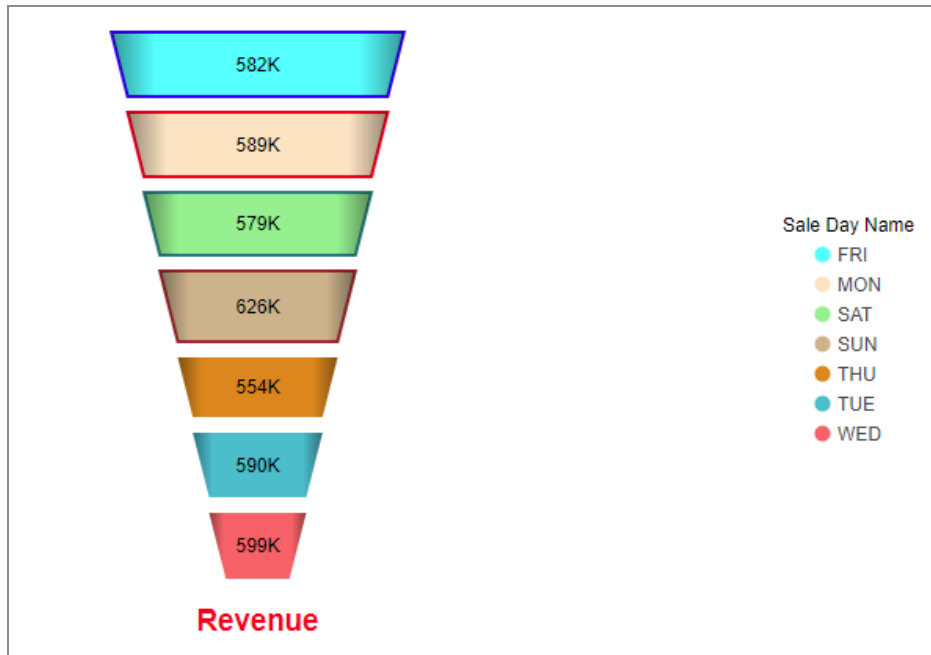 582K
589K
579K
626K
554K
590K
599K
Revenue
Sale Day Name
FRI
MON
SAT
SUN
THU
TUE
WED